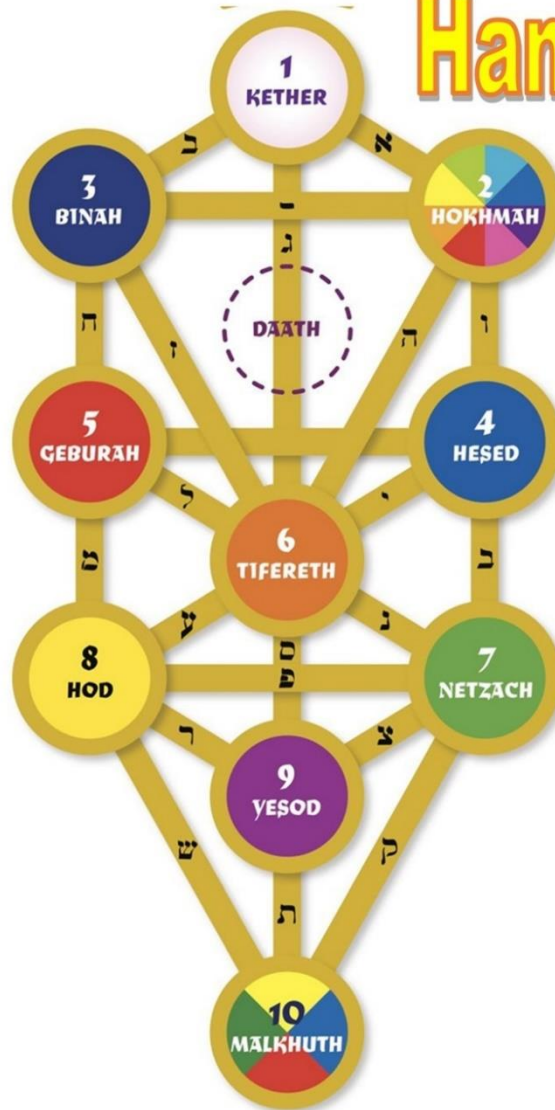 Han
1
KETHER
ב
א
3
BINAH
2
HOKHMAH
ג
DAATH
ח
ז
ה
ו
5
GEBURAH
4
HESED
ל
י
6
TIFERETH
מ
ע
נ
8
HOD
ס
פ
7
NETZACH
ר
צ
9
YESOD
ש
ק
ת
10
MALKHUTH